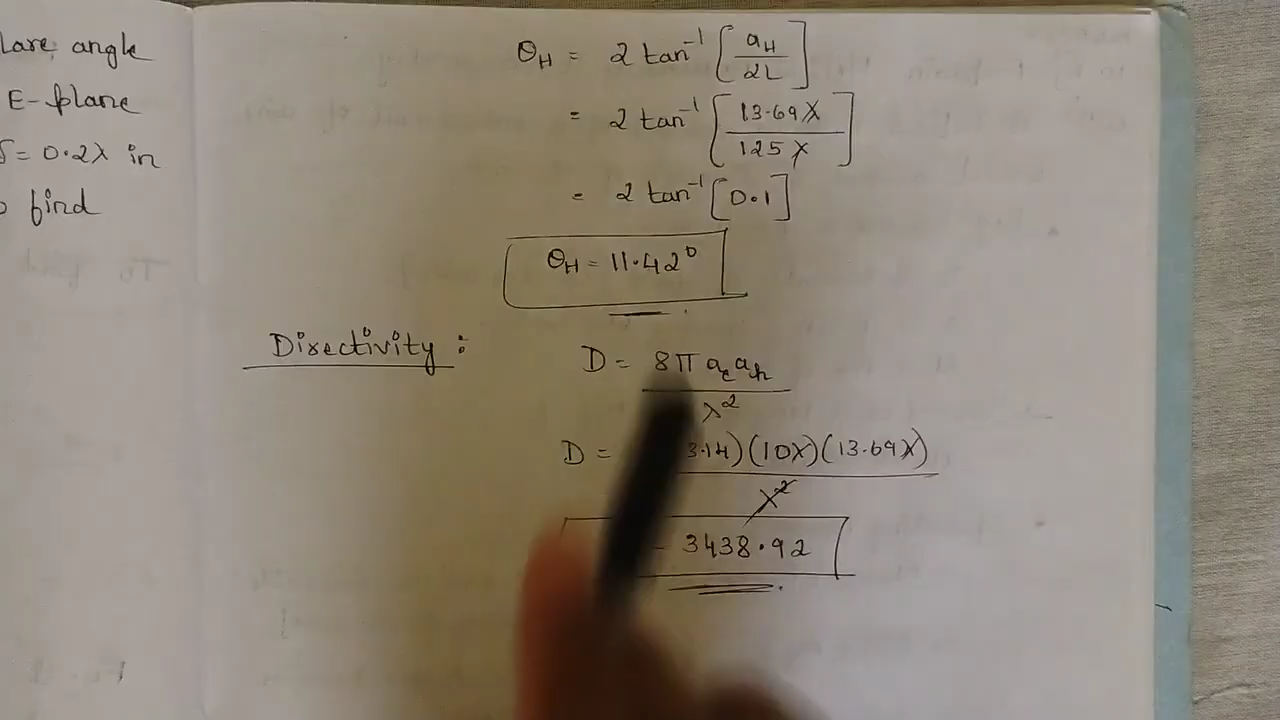 lare angle
E-plane
= 0.2λ in
find
θH = 2 tan⁻¹ [aH / 2L]
= 2 tan⁻¹ [13.69λ / 125λ]
= 2 tan⁻¹ [0.1]
θH = 11.42°
Directivity :
D = 8π aₑ aₕ / λ²
D = 3.14)(10λ)(13.69λ) / λ²
3438.92